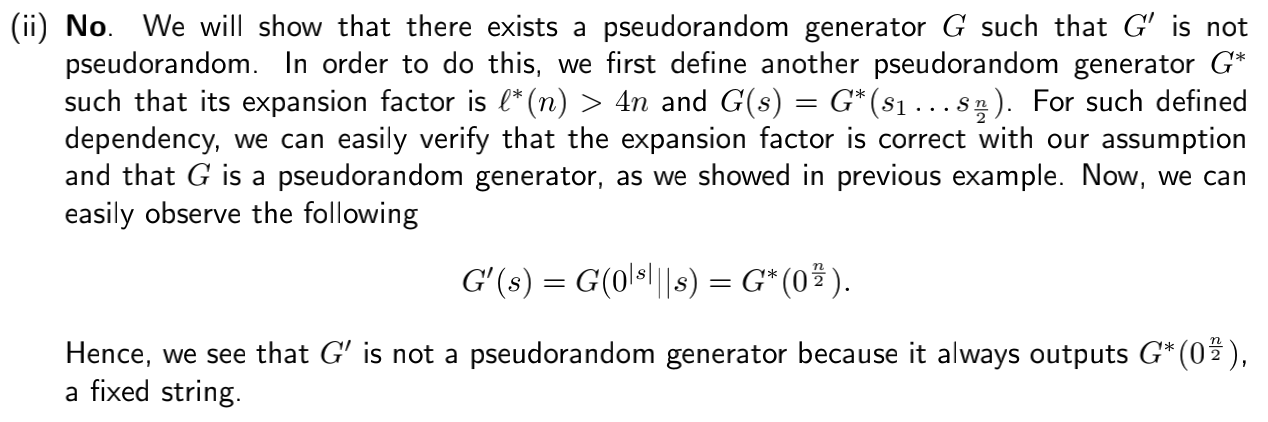 (ii) No. We will show that there exists a pseudorandom generator G such that G′ is not
pseudorandom. In order to do this, we first define another pseudorandom generator G*
such that its expansion factor is ℓ*(n) > 4n and G(s) = G*(s₁ . . . s_{n/2}). For such defined
dependency, we can easily verify that the expansion factor is correct with our assumption
and that G is a pseudorandom generator, as we showed in previous example. Now, we can
easily observe the following
G′(s) = G(0^{|s|}||s) = G*(0^{n/2}).
Hence, we see that G′ is not a pseudorandom generator because it always outputs G*(0^{n/2}),
a fixed string.